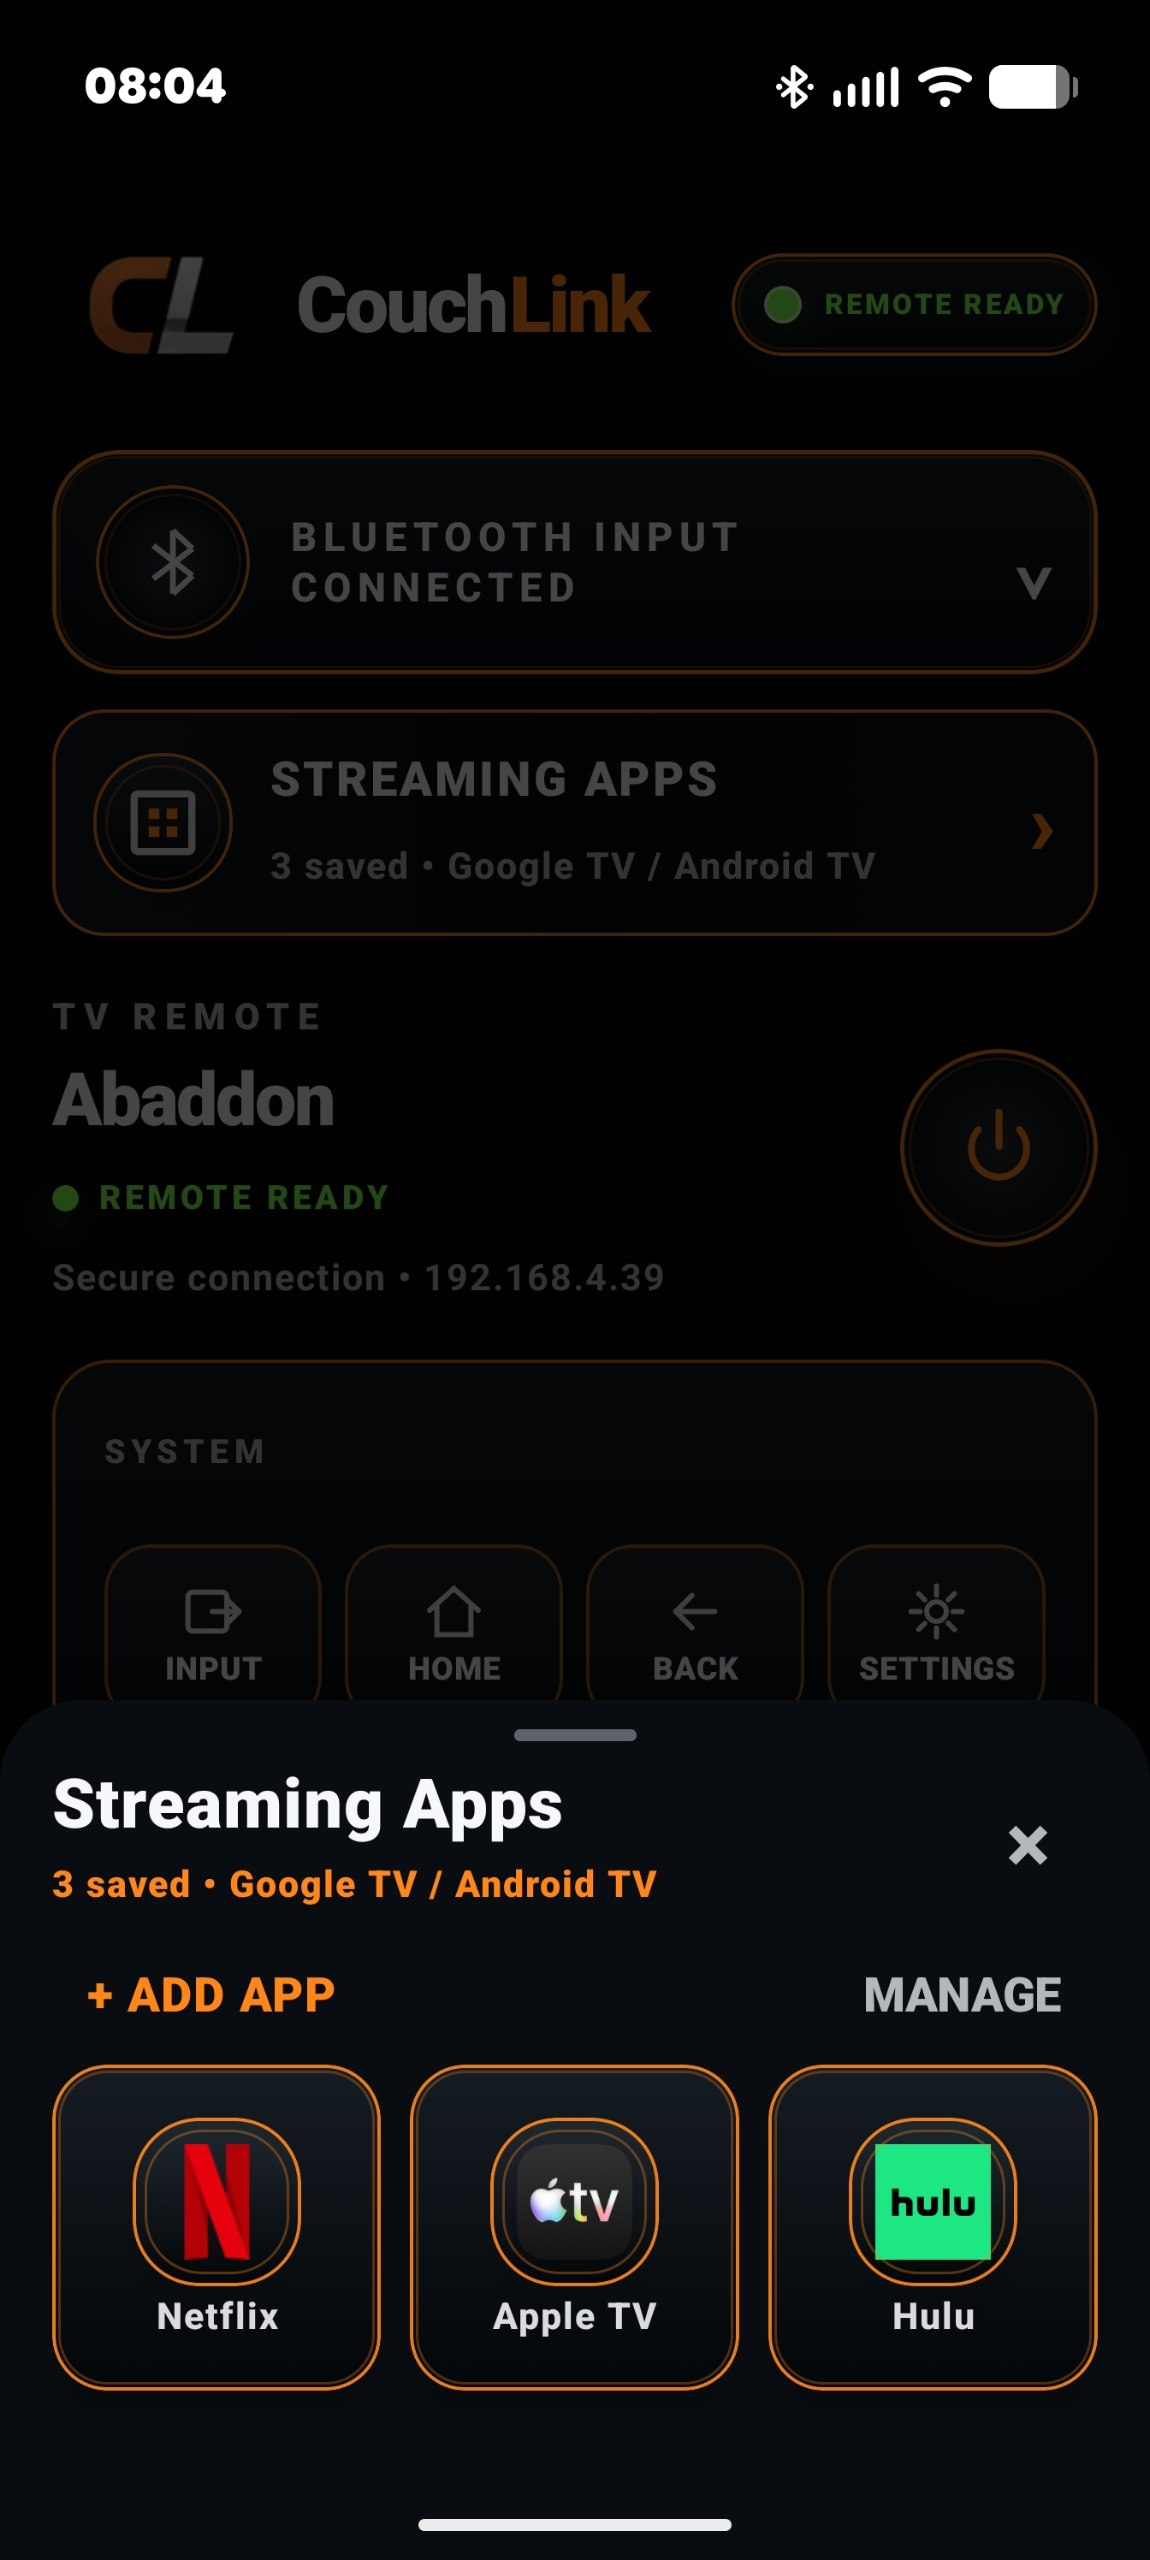 08:04
CL CouchLink REMOTE READY
BLUETOOTH INPUT
CONNECTED
V
STREAMING APPS
3 saved • Google TV / Android TV
TV REMOTE
Abaddon
REMOTE READY
Secure connection • 192.168.4.39
SYSTEM
INPUT HOME BACK SETTINGS
Streaming Apps
3 saved • Google TV / Android TV
+ ADD APP MANAGE
N tv hulu
Netflix Apple TV Hulu